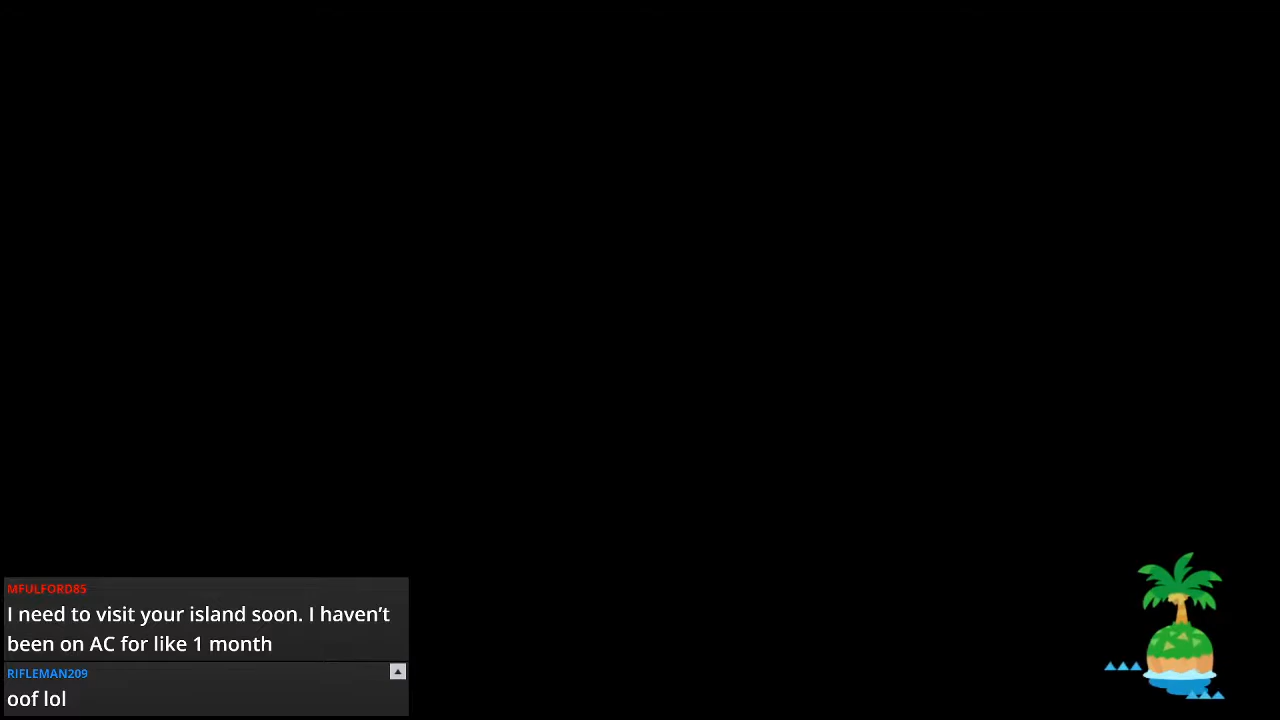 MFULFORD85
I need to visit your island soon. I haven’t
been on AC for like 1 month
RIFLEMAN209
oof lol